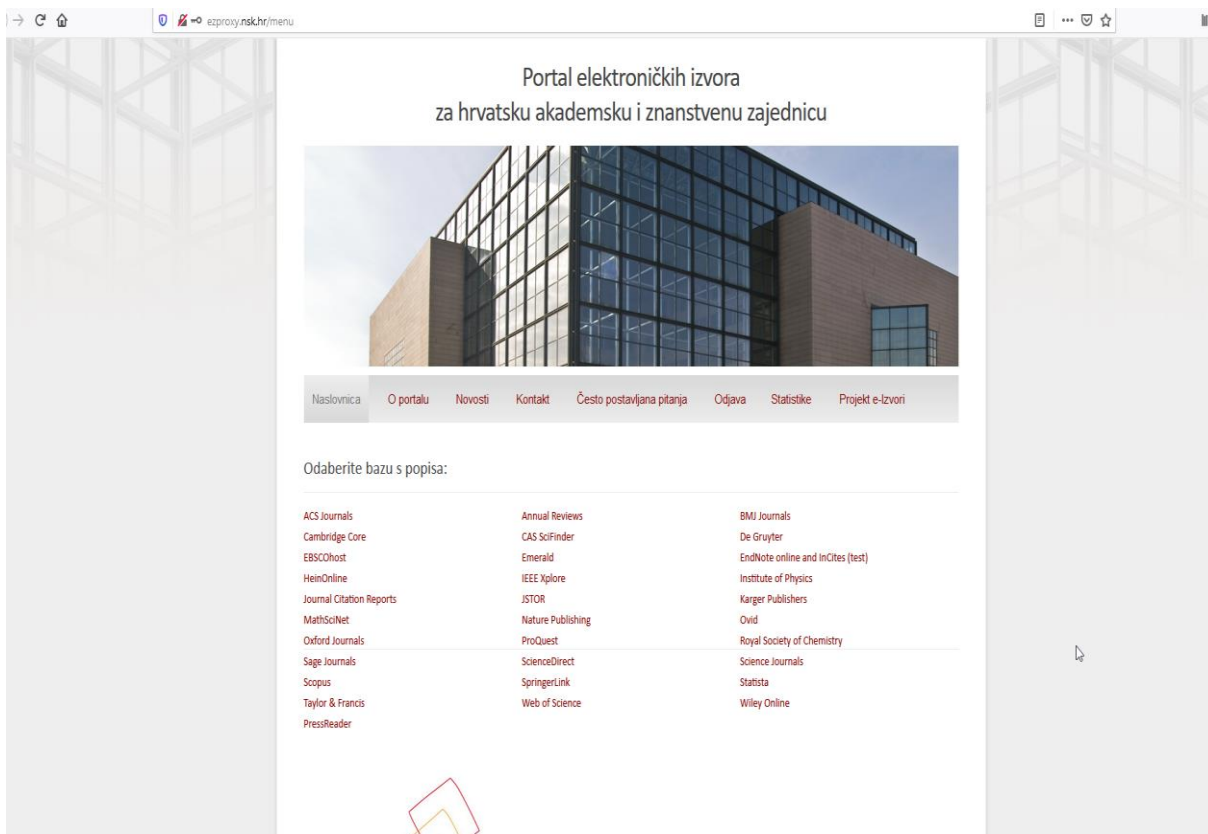 ezproxy.nsk.hr/menu
Portal elektroničkih izvora
za hrvatsku akademsku i znanstvenu zajednicu
Naslovnica O portalu Novosti Kontakt Često postavljana pitanja Odjava Statistike Projekt e-Izvori
Odaberite bazu s popisa:
ACS Journals Annual Reviews BMJ Journals
Cambridge Core CAS SciFinder De Gruyter
EBSCOhost Emerald EndNote online and InCites (test)
HeinOnline IEEE Xplore Institute of Physics
Journal Citation Reports JSTOR Karger Publishers
MathSciNet Nature Publishing Ovid
Oxford Journals ProQuest Royal Society of Chemistry
Sage Journals ScienceDirect Science Journals
Scopus SpringerLink Statista
Taylor & Francis Web of Science Wiley Online
PressReader